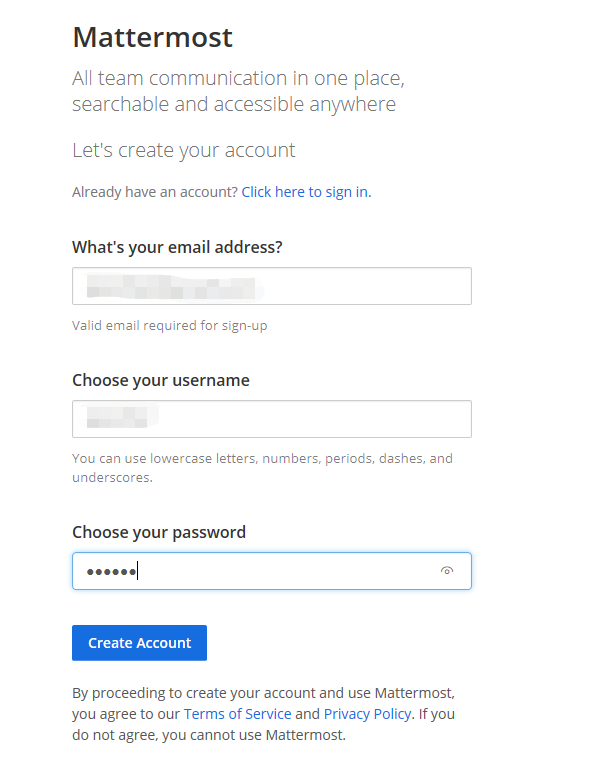 Mattermost
All team communication in one place,
searchable and accessible anywhere
Let's create your account
Already have an account? Click here to sign in.
What's your email address?
Valid email required for sign-up
Choose your username
You can use lowercase letters, numbers, periods, dashes, and
underscores.
Choose your password
••••••
Create Account
By proceeding to create your account and use Mattermost,
you agree to our Terms of Service and Privacy Policy. If you
do not agree, you cannot use Mattermost.